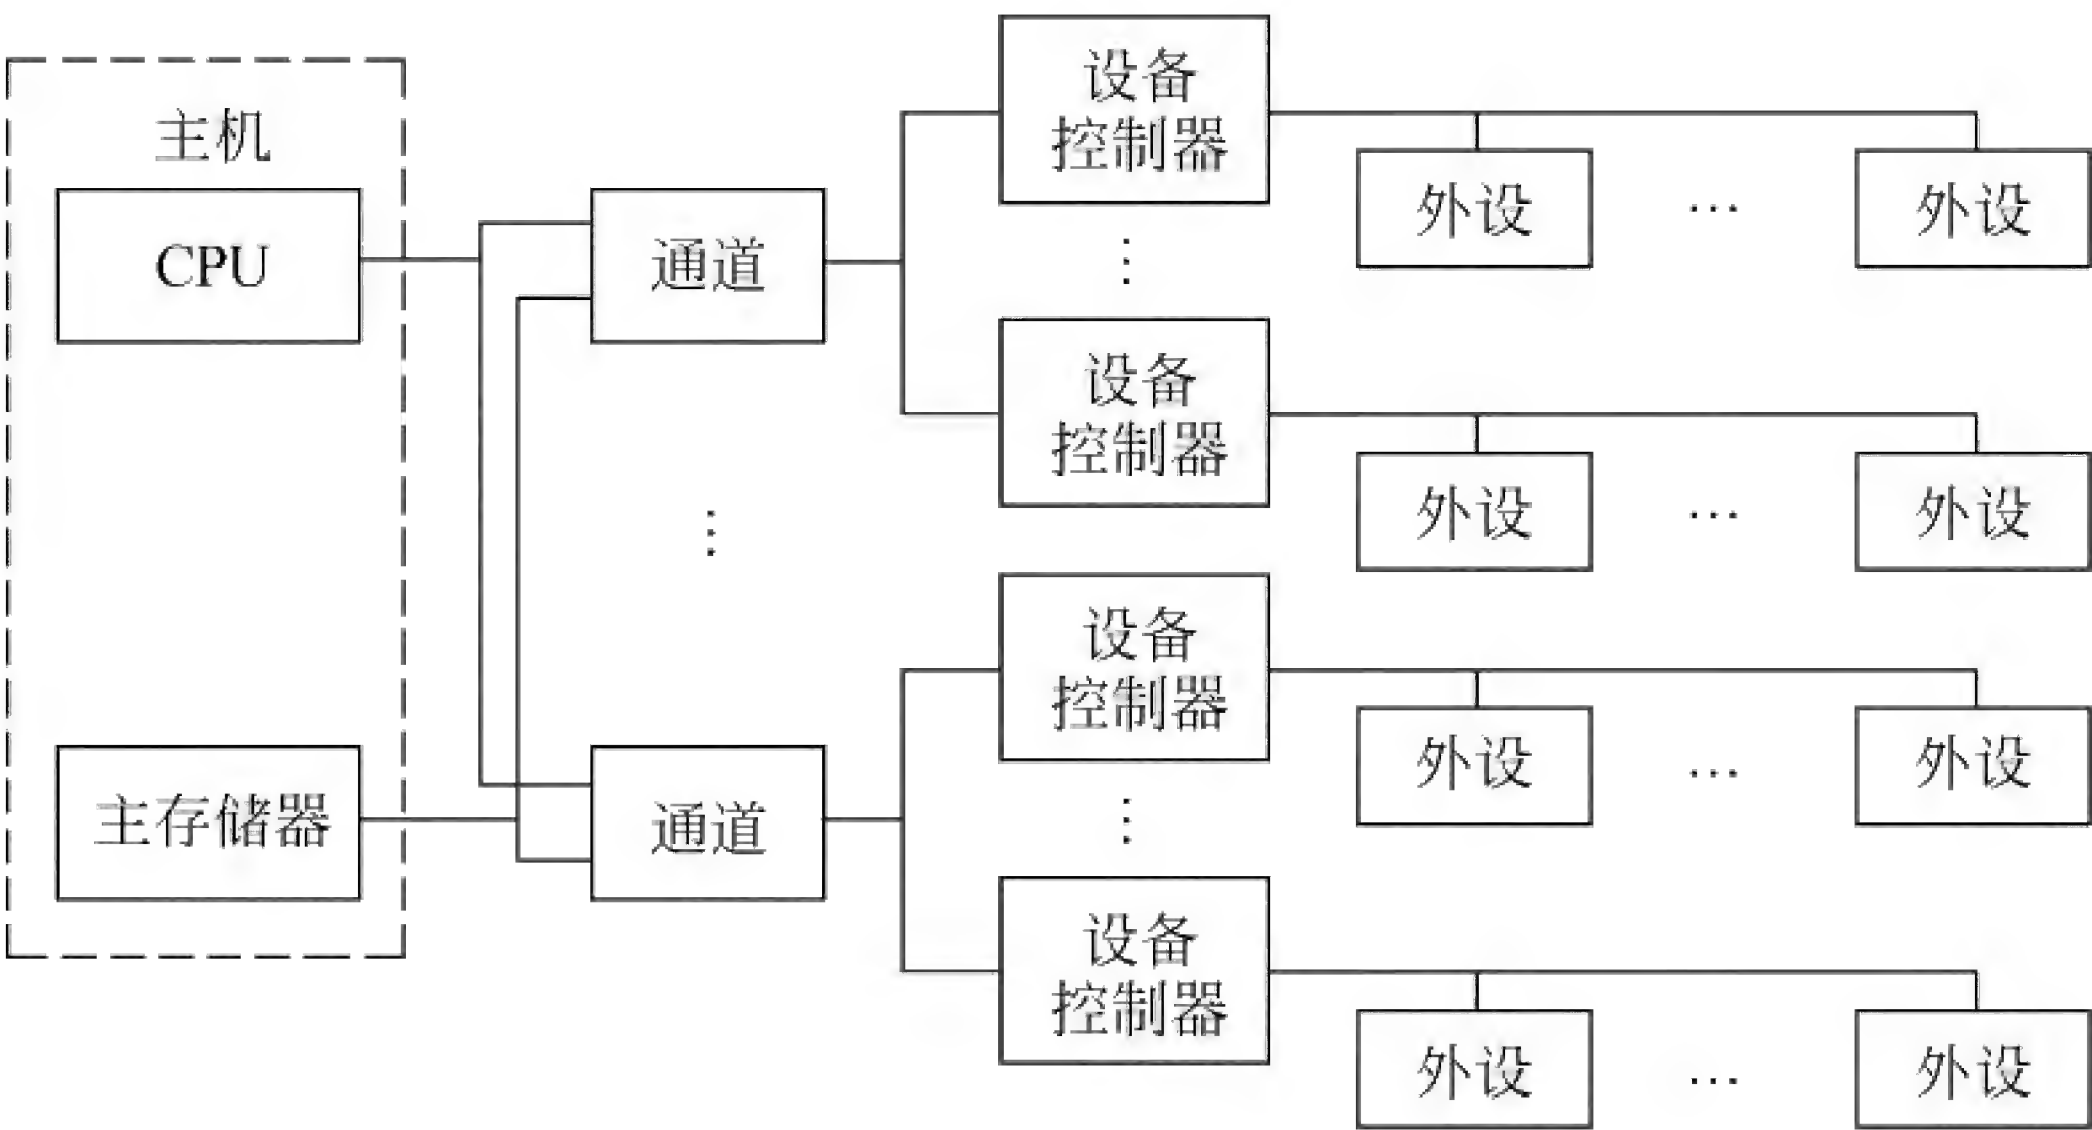 主机
CPU
主存储器
通道
⋮
通道
设备
控制器
⋮
设备
控制器
设备
控制器
⋮
设备
控制器
外设 … 外设
外设 … 外设
外设 … 外设
外设 … 外设